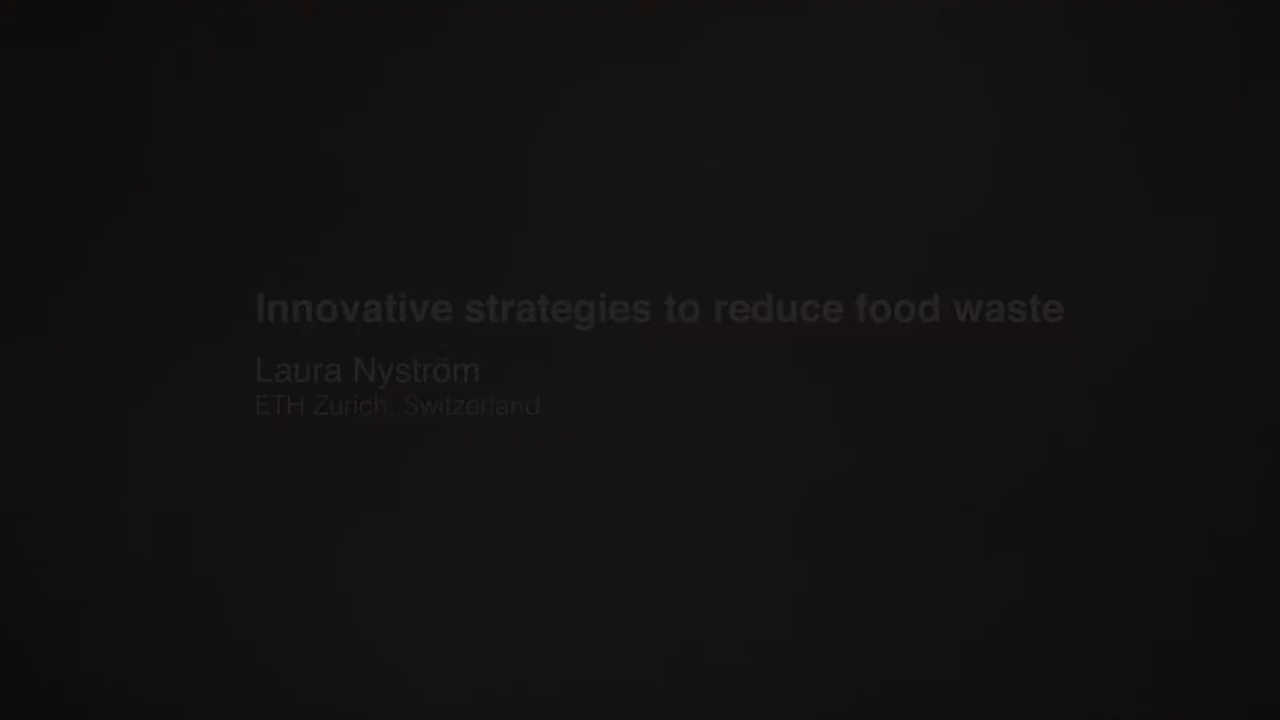 Innovative strategies to reduce food waste
Laura Nyström
ETH Zurich, Switzerland